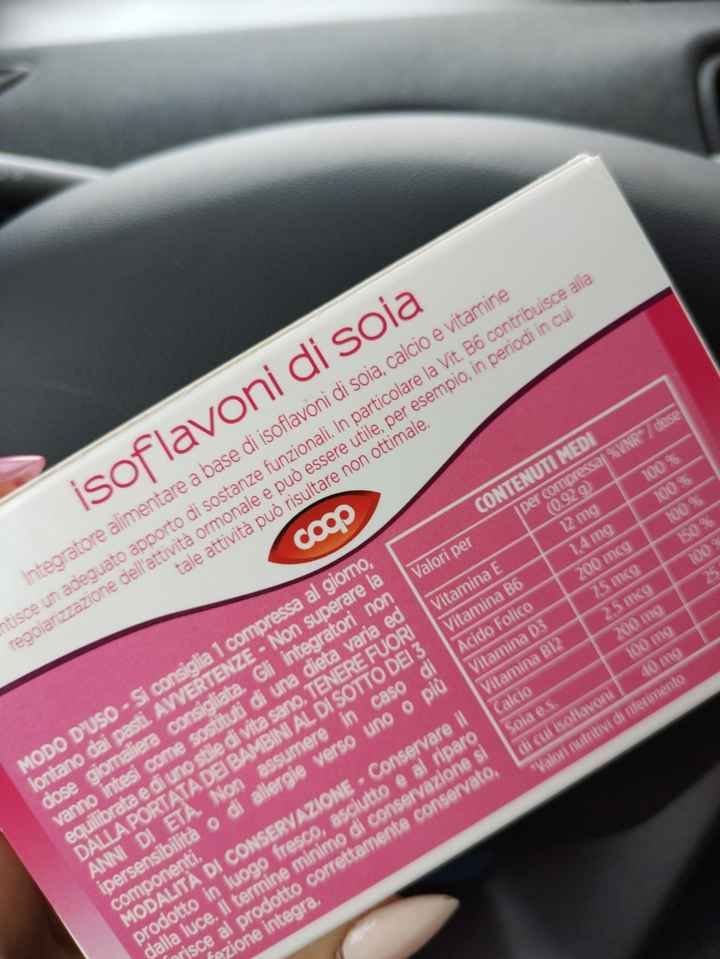 isoflavoni di soia
Integratore alimentare a base di isoflavoni di soia, calcio e vitamine
un adeguato apporto di sostanze funzionali. In particolare la Vit. B6 contribuisce alla
regolarizzazione dell'attività ormonale e può essere utile, per esempio, in periodi in cui
tale attività può risultare non ottimale.
coop
MODO D'USO - Si consiglia 1 compressa al giorno,
lontano dai pasti. AVVERTENZE - Non superare la
dose giornaliera consigliata. Gli integratori non
vanno intesi come sostituti di una dieta varia ed
equilibrata e di uno stile di vita sano. TENERE FUORI
DALLA PORTATA DEI BAMBINI AL DI SOTTO DEI 3
ANNI DI ETÀ. Non assumere in caso di
ipersensibilità o di allergie verso uno o più
componenti.
MODALITÀ DI CONSERVAZIONE - Conservare il
prodotto in luogo fresco, asciutto e al riparo
dalla luce. Il termine minimo di conservazione si
al prodotto correttamente conservato,
integra.
CONTENUTI MEDI
Valori per per compressa (0,92 g) %VNR* / dose
Vitamina E 12 mg 100 %
Vitamina B6 1,4 mg 100 %
Acido Folico 200 mcg 100 %
Vitamina D3 7,5 mcg 150 %
Vitamina B12 2,5 mcg 100
Calcio 200 mg 25
Soia e.s. 100 mg
di cui isoflavoni 40 mg
*Valori nutritivi di riferimento